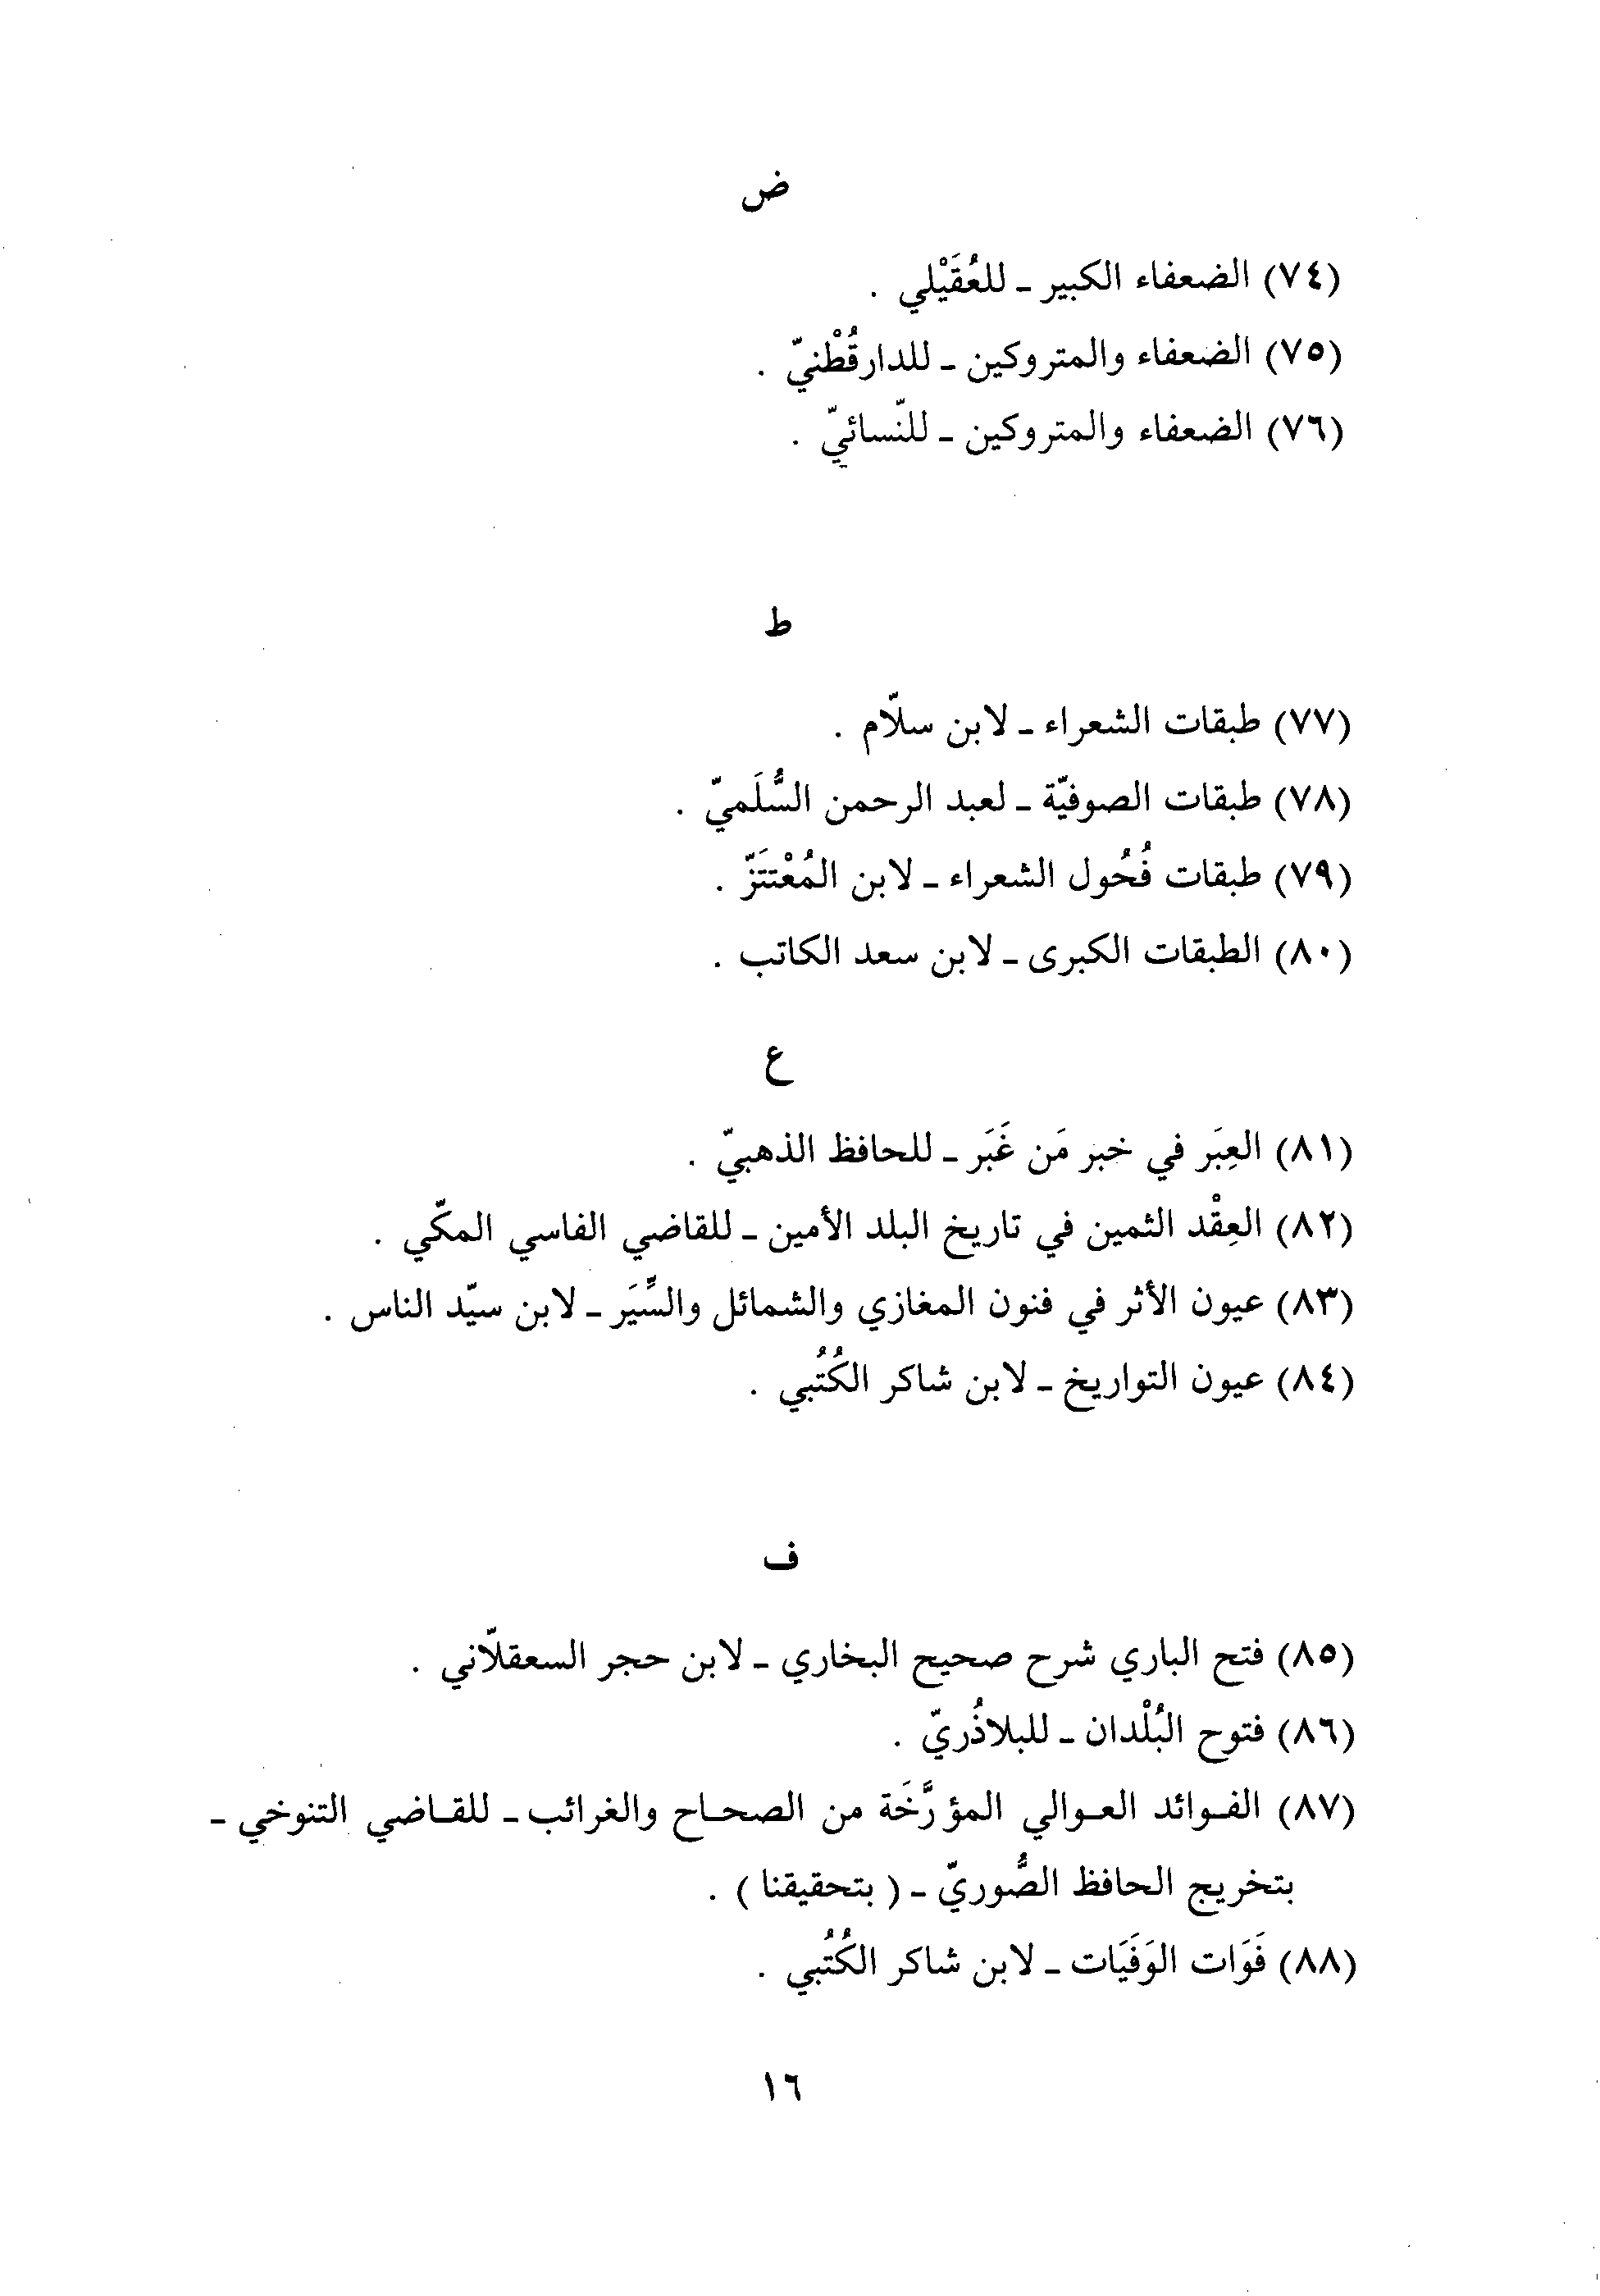 ض
(٧٤) الضعفاء الكبير ـ للعُقَيْلي .
(٧٥) الضعفاء والمتروكين ـ للدارقُطْنيّ .
(٧٦) الضعفاء والمتروكين ـ للنّسائيّ .
ط
(٧٧) طبقات الشعراء ـ لابن سلّام .
(٧٨) طبقات الصوفيّة ـ لعبد الرحمن السُّلَميّ .
(٧٩) طبقات فُحُول الشعراء ـ لابن المُعْتَتَزّ .
(٨٠) الطبقات الكبرى ـ لابن سعد الكاتب .
ع
(٨١) العِبَر في خبر مَن غَبَر ـ للحافظ الذهبيّ .
(٨٢) العِقْد الثمين في تاريخ البلد الأمين ـ للقاضي الفاسي المكّي .
(٨٣) عيون الأثر في فنون المغازي والشمائل والسِّيَر ـ لابن سيّد الناس .
(٨٤) عيون التواريخ ـ لابن شاكر الكُتُبي .
ف
(٨٥) فتح الباري شرح صحيح البخاري ـ لابن حجر السعقلّاني .
(٨٦) فتوح البُلْدان ـ للبلاذُريّ .
(٨٧) الفـوائد العـوالي المؤرَّخَة من الصحـاح والغرائب ـ للقـاضي التنوخي ـ
بتخريج الحافظ الصُّوريّ ـ ( بتحقيقنا ) .
(٨٨) فَوَات الوَفَيَات ـ لابن شاكر الكُتُبي .
١٦